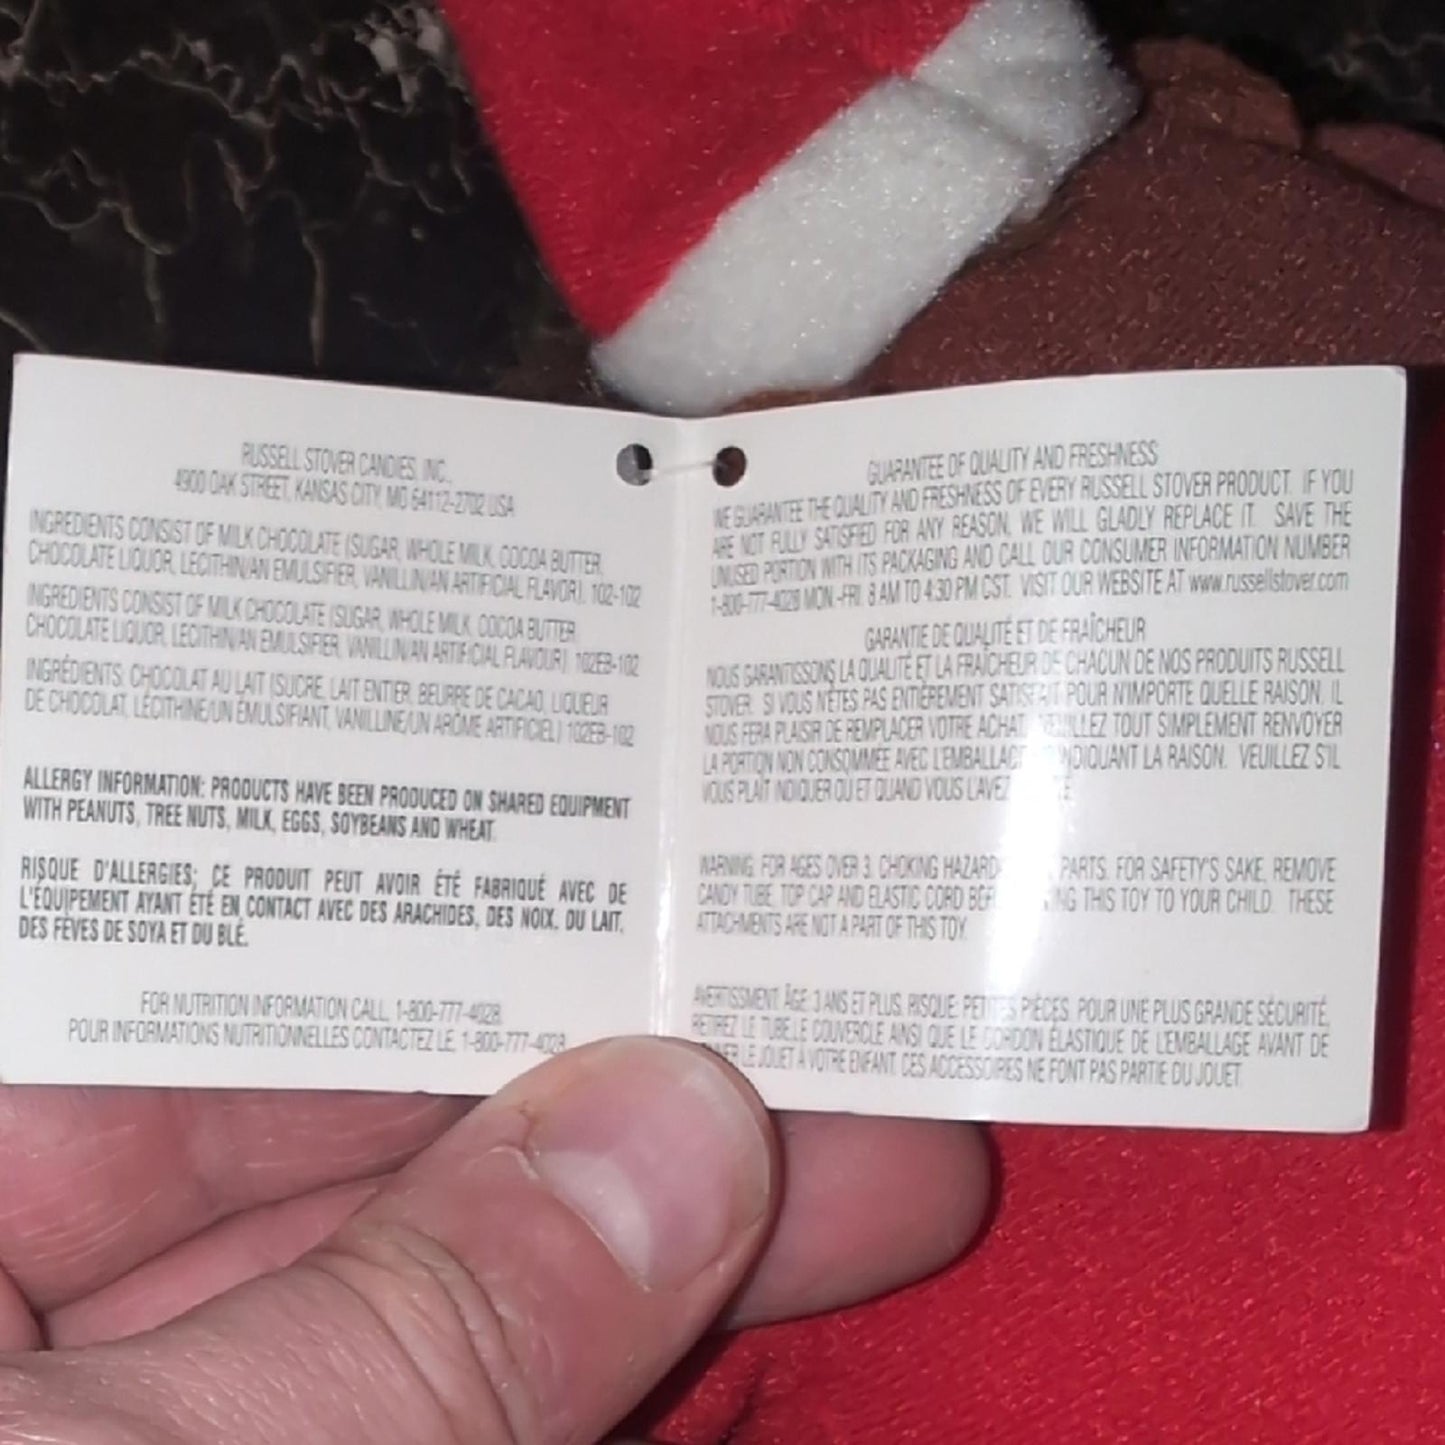 RUSSELL STOVER CANDIES, INC.,
4900 OAK STREET, KANSAS CITY, MO 64112-2702 USA
INGREDIENTS CONSIST OF MILK CHOCOLATE (SUGAR, WHOLE MILK, COCOA BUTTER,
CHOCOLATE LIQUOR, LECITHIN/AN EMULSIFIER, VANILLIN/AN ARTIFICIAL FLAVOR). 102-102
INGREDIENTS CONSIST OF MILK CHOCOLATE (SUGAR, WHOLE MILK, COCOA BUTTER,
CHOCOLATE LIQUOR, LECITHIN/AN EMULSIFIER, VANILLIN/AN ARTIFICIAL FLAVOUR). 102EB-102
INGRÉDIENTS: CHOCOLAT AU LAIT (SUCRE, LAIT ENTIER, BEURRE DE CACAO, LIQUEUR
DE CHOCOLAT, LÉCITHINE/UN ÉMULSIFIANT, VANILLINE/UN ARÔME ARTIFICIEL) 102EB-102
ALLERGY INFORMATION: PRODUCTS HAVE BEEN PRODUCED ON SHARED EQUIPMENT
WITH PEANUTS, TREE NUTS, MILK, EGGS, SOYBEANS AND WHEAT.
RISQUE D'ALLERGIES; CE PRODUIT PEUT AVOIR ÉTÉ FABRIQUÉ AVEC DE
L'ÉQUIPEMENT AYANT ÉTÉ EN CONTACT AVEC DES ARACHIDES, DES NOIX, DU LAIT,
DES FÈVES DE SOYA ET DU BLÉ.
FOR NUTRITION INFORMATION CALL, 1-800-777-4028.
POUR INFORMATIONS NUTRITIONNELLES CONTACTEZ LE, 1-800-777-4028
GUARANTEE OF QUALITY AND FRESHNESS
WE GUARANTEE THE QUALITY AND FRESHNESS OF EVERY RUSSELL STOVER PRODUCT. IF YOU
ARE NOT FULLY SATISFIED FOR ANY REASON, WE WILL GLADLY REPLACE IT. SAVE THE
UNUSED PORTION WITH ITS PACKAGING AND CALL OUR CONSUMER INFORMATION NUMBER
1-800-777-4028 MON.-FRI. 8 AM TO 4:30 PM CST. VISIT OUR WEBSITE AT www.russellstover.com
GARANTIE DE QUALITÉ ET DE FRAÎCHEUR
NOUS GARANTISSONS LA QUALITÉ ET LA FRAÎCHEUR DE CHACUN DE NOS PRODUITS RUSSELL
STOVER. SI VOUS N'ÊTES PAS ENTIÈREMENT SATISFAIT POUR N'IMPORTE QUELLE RAISON, IL
NOUS FERA PLAISIR DE REMPLACER VOTRE ACHAT. TOUT SIMPLEMENT RENVOYER
LA PORTION NON CONSOMMÉE AVEC L'EMBALLAGE INDIQUANT LA RAISON. VEUILLEZ S'IL
VOUS PLAÎT INDIQUER OU ET QUAND VOUS L'AVEZ
WARNING: FOR AGES OVER 3. CHOKING HAZARD PARTS. FOR SAFETY'S SAKE, REMOVE
CANDY TUBE, TOP CAP AND ELASTIC CORD THIS TOY TO YOUR CHILD. THESE
ATTACHMENTS ARE NOT A PART OF THIS TOY.
AVERTISSMENT: ÂGE: 3 ANS ET PLUS. RISQUE: PETITES PIÈCES. POUR UNE PLUS GRANDE SÉCURITÉ,
RETIREZ LE TUBE, LE COUVERCLE AINSI QUE LE CORDON ÉLASTIQUE DE L'EMBALLAGE AVANT DE
LE JOUET À VOTRE ENFANT. CES ACCESSOIRES NE FONT PAS PARTIE DU JOUET.